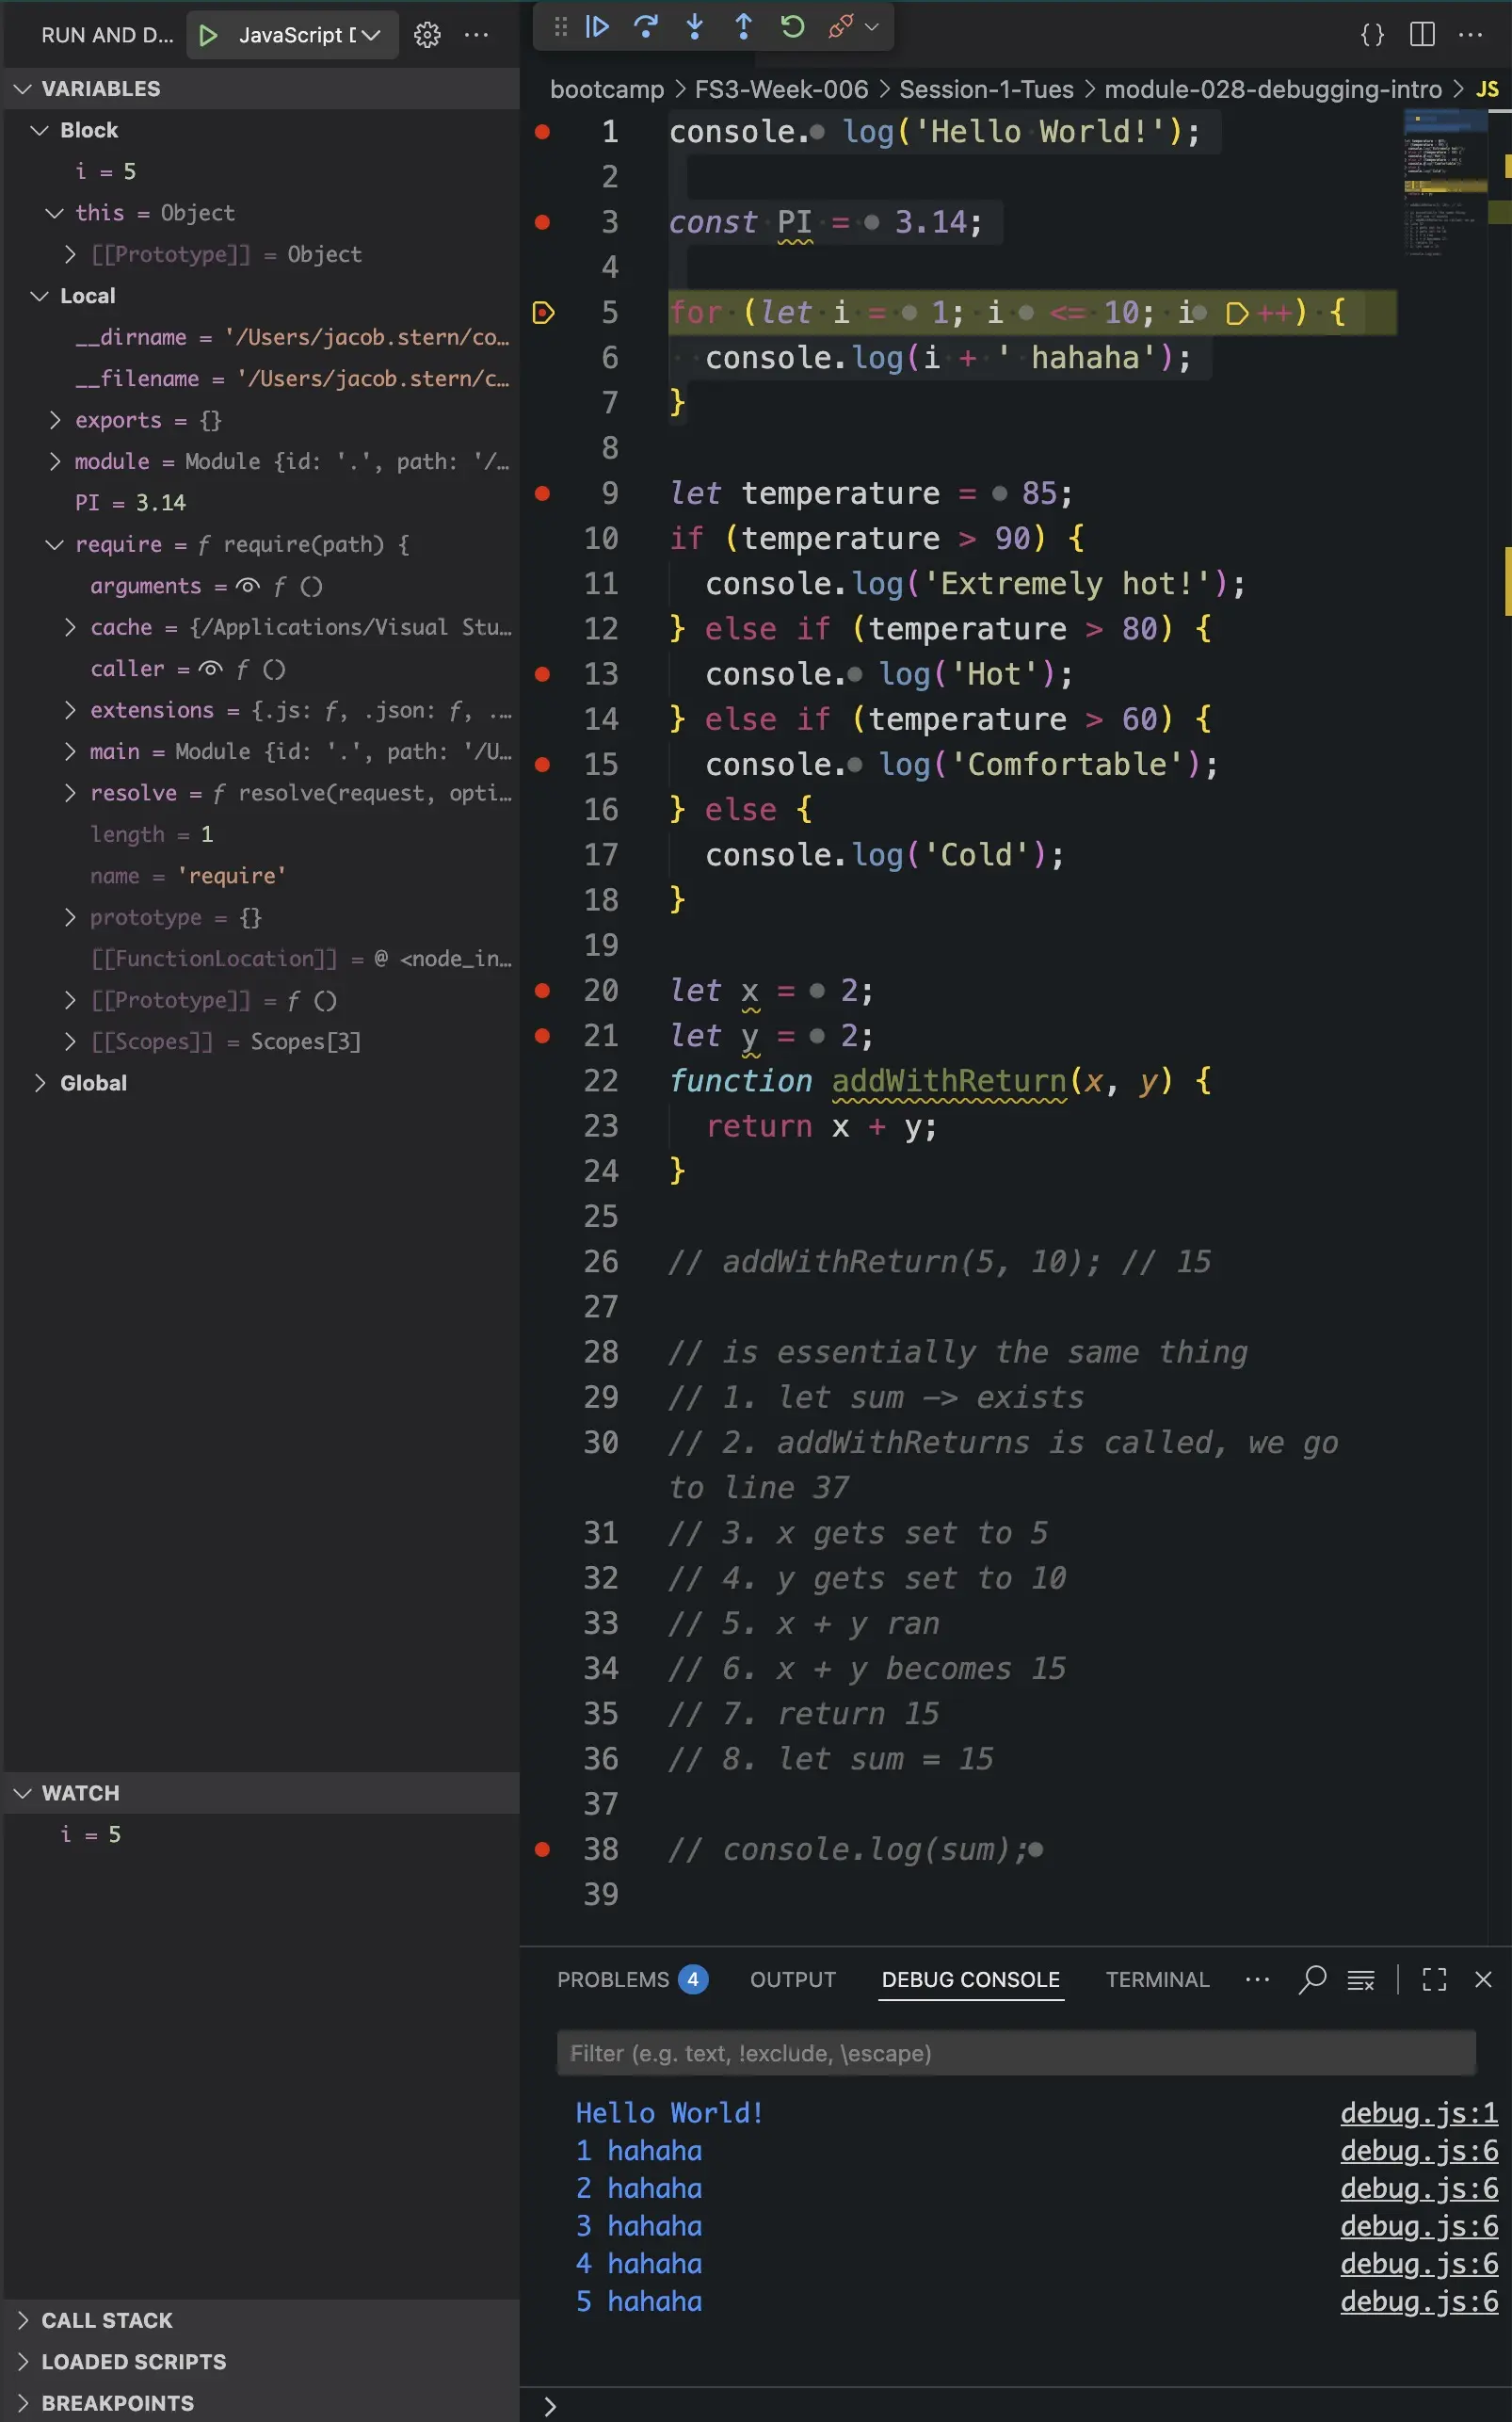 RUN AND D... JavaScript D
VARIABLES
Block
i = 5
this = Object
[[Prototype]] = Object
Local
__dirname = '/Users/jacob.stern/co...
__filename = '/Users/jacob.stern/c...
exports = {}
module = Module {id: '.', path: '/...
PI = 3.14
require = ƒ require(path) {
arguments = ƒ ()
cache = {/Applications/Visual Stu...
caller = ƒ ()
extensions = {.js: ƒ, .json: ƒ, ...
main = Module {id: '.', path: '/U...
resolve = ƒ resolve(request, opti...
length = 1
name = 'require'
prototype = {}
[[FunctionLocation]] = @ <node_in...
[[Prototype]] = ƒ ()
[[Scopes]] = Scopes[3]
Global
WATCH
i = 5
CALL STACK
LOADED SCRIPTS
BREAKPOINTS
bootcamp > FS3-Week-006 > Session-1-Tues > module-028-debugging-intro > JS
1 console.log('Hello World!');
2
3 const PI = 3.14;
4
5 for (let i = 1; i <= 10; i++) {
6 console.log(i + ' hahaha');
7 }
8
9 let temperature = 85;
10 if (temperature > 90) {
11 console.log('Extremely hot!');
12 } else if (temperature > 80) {
13 console.log('Hot');
14 } else if (temperature > 60) {
15 console.log('Comfortable');
16 } else {
17 console.log('Cold');
18 }
19
20 let x = 2;
21 let y = 2;
22 function addWithReturn(x, y) {
23 return x + y;
24 }
25
26 // addWithReturn(5, 10); // 15
27
28 // is essentially the same thing
29 // 1. let sum -> exists
30 // 2. addWithReturns is called, we go
to line 37
31 // 3. x gets set to 5
32 // 4. y gets set to 10
33 // 5. x + y ran
34 // 6. x + y becomes 15
35 // 7. return 15
36 // 8. let sum = 15
37
38 // console.log(sum);
39
PROBLEMS 4 OUTPUT DEBUG CONSOLE TERMINAL
Filter (e.g. text, !exclude, \escape)
Hello World! debug.js:1
1 hahaha debug.js:6
2 hahaha debug.js:6
3 hahaha debug.js:6
4 hahaha debug.js:6
5 hahaha debug.js:6